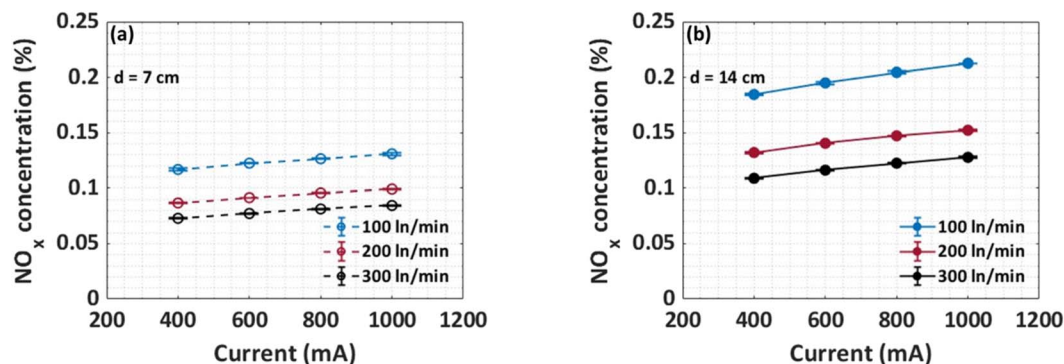 (a)
d = 7 cm
NOx concentration (%)
0.25
0.2
0.15
0.1
0.05
0
200 400 600 800 1000 1200
Current (mA)
100 ln/min
200 ln/min
300 ln/min
(b)
d = 14 cm
NOx concentration (%)
0.25
0.2
0.15
0.1
0.05
0
200 400 600 800 1000 1200
Current (mA)
100 ln/min
200 ln/min
300 ln/min